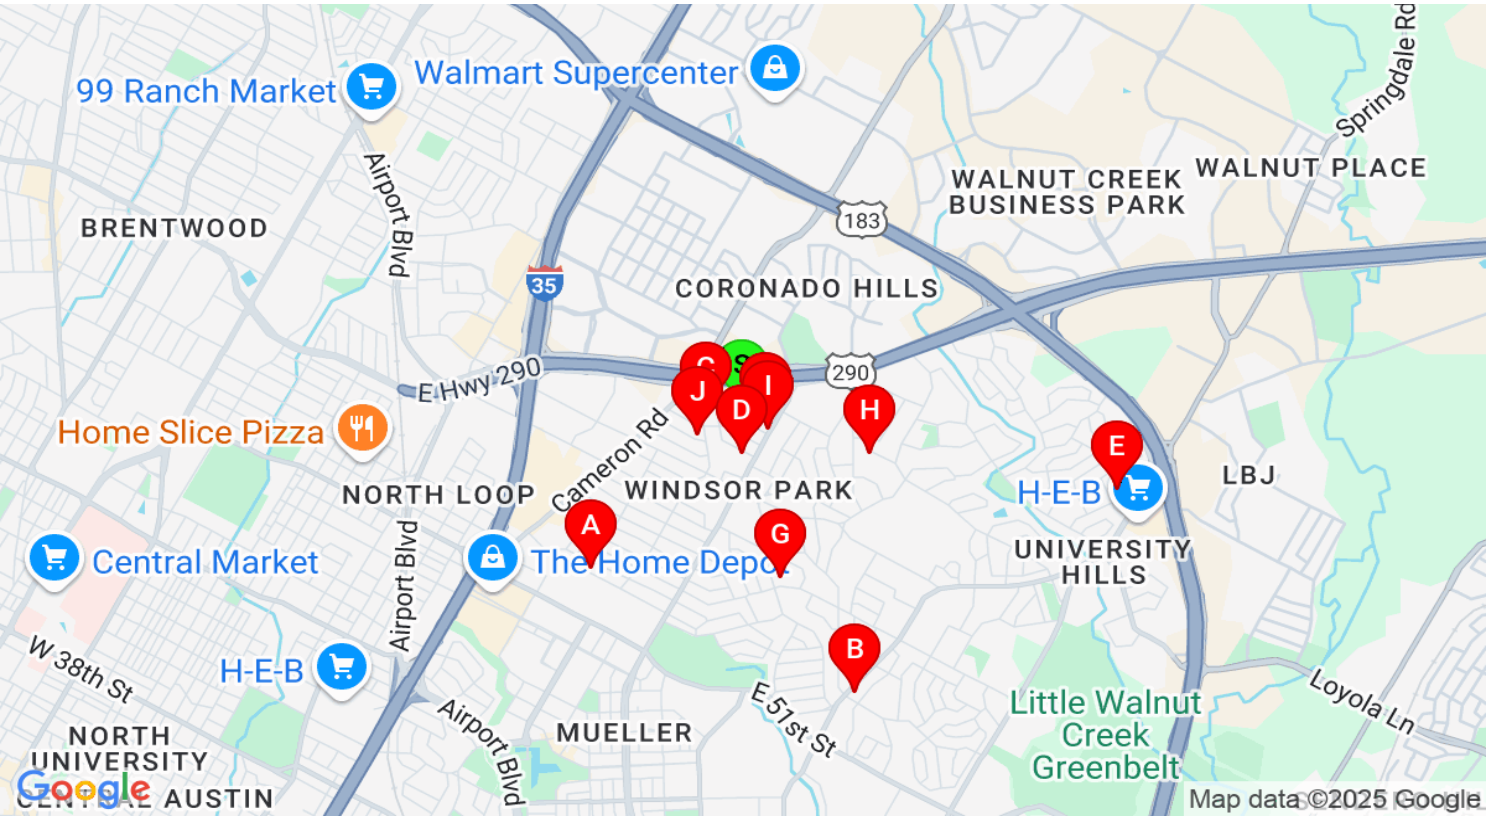 Springdale Rd
Walmart Supercenter
99 Ranch Market
Airport Blvd
WALNUT PLACE
WALNUT CREEK
BUSINESS PARK
183
BRENTWOOD
35
CORONADO HILLS
E Hwy 290
290
C
S
I
J
D
H
Home Slice Pizza
Cameron Rd
E
LBJ
NORTH LOOP
WINDSOR PARK
H-E-B
A
G
Central Market
The Home Depot
UNIVERSITY
HILLS
Airport Blvd
W 38th St
H-E-B
B
E 51st St
Loyola Ln
Little Walnut
Creek
Greenbelt
MUELLER
Airport Blvd
NORTH
UNIVERSITY
CENTRAL AUSTIN
Google
Map data ©2025 Google